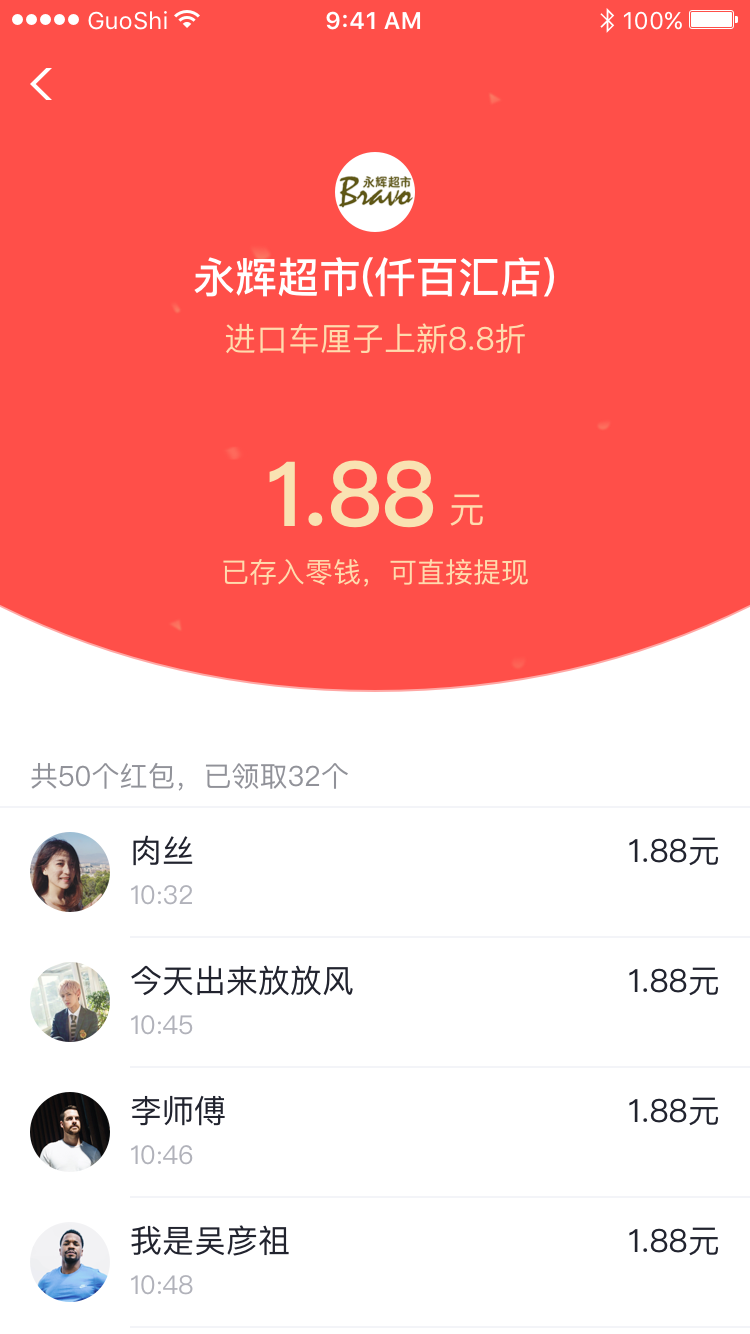 GuoShi 9:41 AM 100%
永辉超市
Bravo
永辉超市(仟百汇店)
进口车厘子上新8.8折
1.88 元
已存入零钱，可直接提现
共50个红包，已领取32个
肉丝 1.88元
10:32
今天出来放放风 1.88元
10:45
李师傅 1.88元
10:46
我是吴彦祖 1.88元
10:48